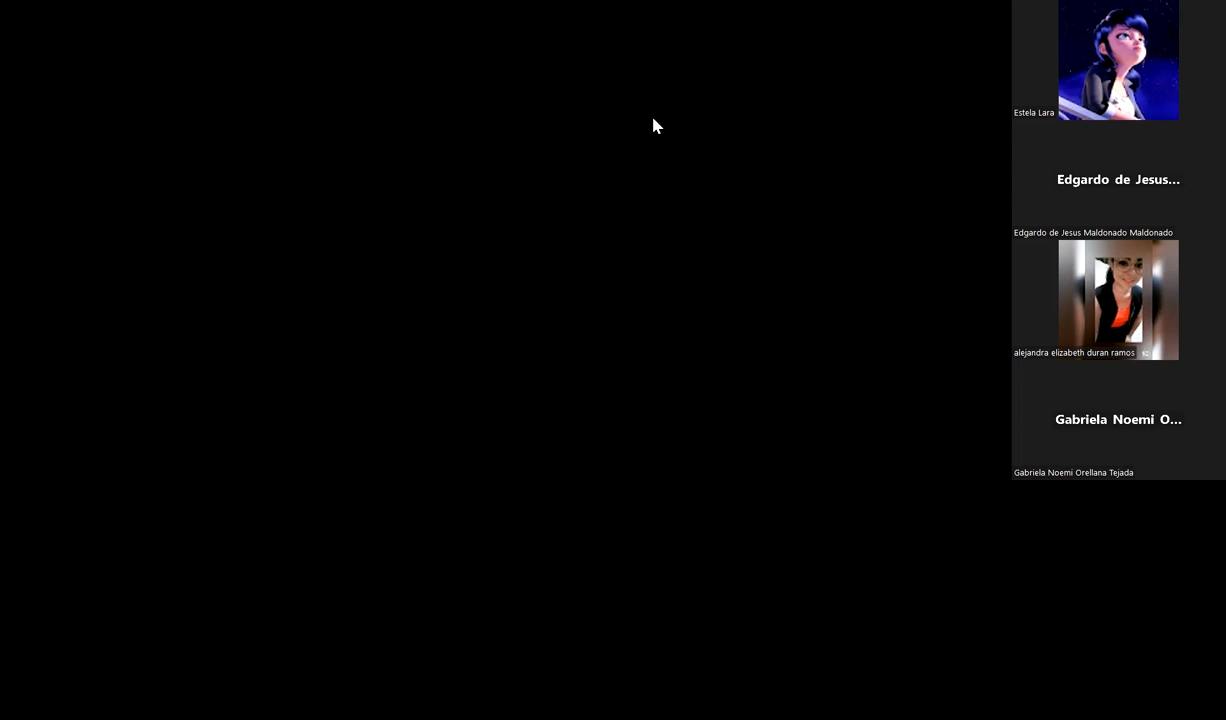 Estela Lara
Edgardo de Jesus...
Edgardo de Jesus Maldonado Maldonado
alejandra elizabeth duran ramos
Gabriela Noemi O...
Gabriela Noemi Orellana Tejada